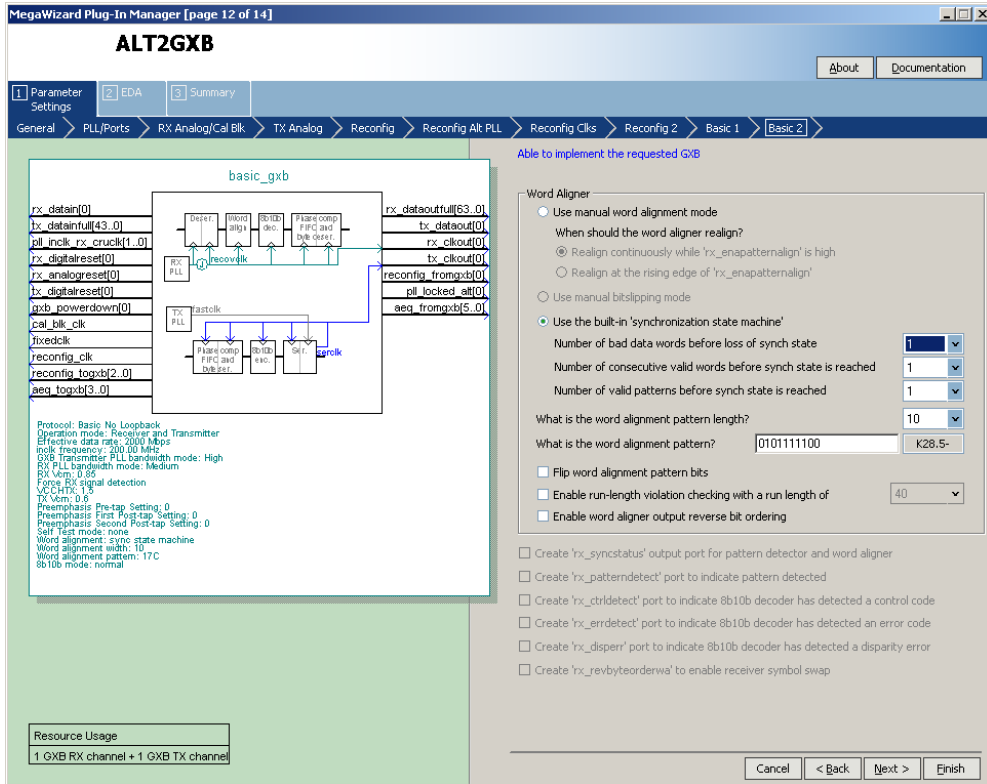 MegaWizard Plug-In Manager [page 12 of 14]
ALT2GXB
About
Documentation
1 Parameter Settings
2 EDA
3 Summary
General
PLL/Ports
RX Analog/Cal Blk
TX Analog
Reconfig
Reconfig Alt PLL
Reconfig Clks
Reconfig 2
Basic 1
Basic 2
basic_gxb
rx_datain[0]
tx_datainfull[43..0]
pll_inclk_rx_cruclk[1..0]
rx_digitalreset[0]
rx_analogreset[0]
tx_digitalreset[0]
gxb_powerdown[0]
cal_blk_clk
fixedclk
reconfig_clk
reconfig_togxb[2..0]
aeq_togxb[3..0]
Deser.
Word
align
8b10b
dec.
Phase comp
FIFO and
byte deser.
RX
PLL
recovclk
TX
PLL
fastclk
Phase comp
FIFO and
byte ser.
8b10b
enc.
Ser.
serclk
rx_dataoutfull[63..0]
tx_dataout[0]
rx_clkout[0]
tx_clkout[0]
reconfig_fromgxb[0]
pll_locked_alt[0]
aeq_fromgxb[5..0]
Protocol: Basic No Loopback
Operation mode: Receiver and Transmitter
Effective data rate: 2000 Mbps
inclk frequency: 200.00 MHz
GXB Transmitter PLL bandwidth mode: High
RX PLL bandwidth mode: Medium
RX Vcm: 0.85
Force RX signal detection
VCCHTX: 1.5
TX Vcm: 0.6
Preemphasis Pre-tap Setting: 0
Preemphasis First Post-tap Setting: 0
Preemphasis Second Post-tap Setting: 0
Self Test mode: none
Word alignment: sync state machine
Word alignment width: 10
Word alignment pattern: 17C
8b10b mode: normal
Resource Usage
1 GXB RX channel + 1 GXB TX channel
Able to implement the requested GXB
Word Aligner
Use manual word alignment mode
When should the word aligner realign?
Realign continuously while 'rx_enapatternalign' is high
Realign at the rising edge of 'rx_enapatternalign'
Use manual bitslipping mode
Use the built-in 'synchronization state machine'
Number of bad data words before loss of synch state 1
Number of consecutive valid words before synch state is reached 1
Number of valid patterns before synch state is reached 1
What is the word alignment pattern length? 10
What is the word alignment pattern? 0101111100 K28.5-
Flip word alignment pattern bits
Enable run-length violation checking with a run length of 40
Enable word aligner output reverse bit ordering
Create 'rx_syncstatus' output port for pattern detector and word aligner
Create 'rx_patterndetect' port to indicate pattern detected
Create 'rx_ctrldetect' port to indicate 8b10b decoder has detected a control code
Create 'rx_errdetect' port to indicate 8b10b decoder has detected an error code
Create 'rx_disperr' port to indicate 8b10b decoder has detected a disparity error
Create 'rx_revbyteorderwa' to enable receiver symbol swap
Cancel
< Back
Next >
Finish